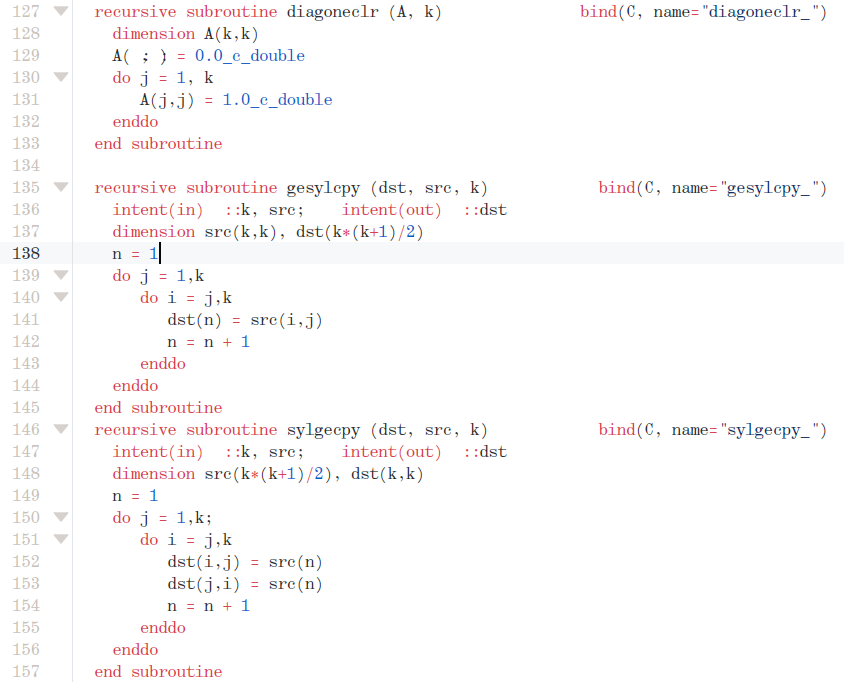 127 recursive subroutine diagoneclr (A, k) bind(C, name="diagoneclr_")
128 dimension A(k,k)
129 A( ; ) = 0.0_c_double
130 do j = 1, k
131 A(j,j) = 1.0_c_double
132 enddo
133 end subroutine
134
135 recursive subroutine gesylcpy (dst, src, k) bind(C, name="gesylcpy_")
136 intent(in) ::k, src; intent(out) ::dst
137 dimension src(k,k), dst(k*(k+1)/2)
138 n = 1
139 do j = 1,k
140 do i = j,k
141 dst(n) = src(i,j)
142 n = n + 1
143 enddo
144 enddo
145 end subroutine
146 recursive subroutine sylgecpy (dst, src, k) bind(C, name="sylgecpy_")
147 intent(in) ::k, src; intent(out) ::dst
148 dimension src(k*(k+1)/2), dst(k,k)
149 n = 1
150 do j = 1,k;
151 do i = j,k
152 dst(i,j) = src(n)
153 dst(j,i) = src(n)
154 n = n + 1
155 enddo
156 enddo
157 end subroutine